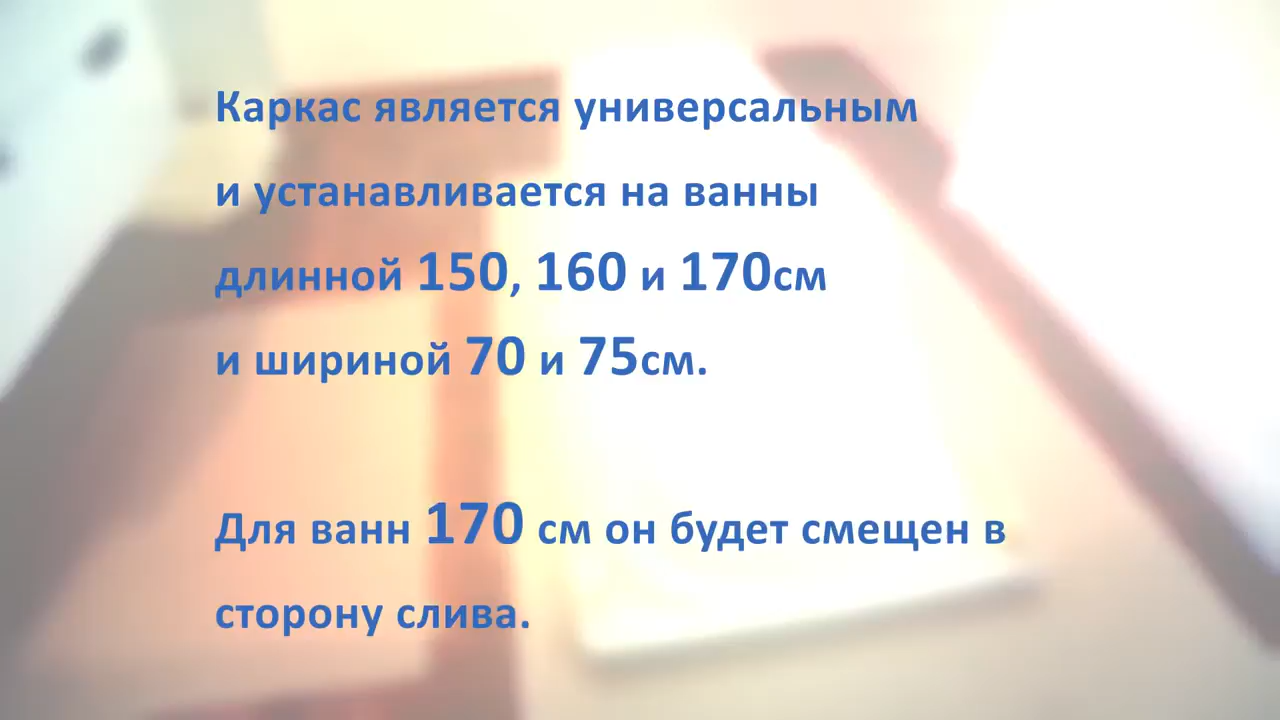 Каркас является универсальным
и устанавливается на ванны
длинной 150, 160 и 170см
и шириной 70 и 75см.
Для ванн 170 см он будет смещен в
сторону слива.